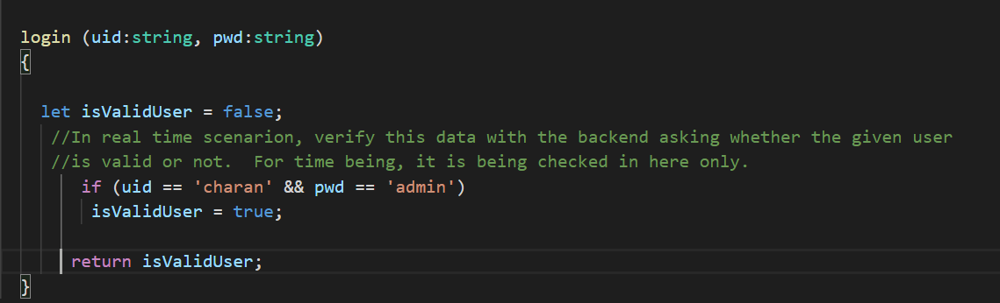 login (uid:string, pwd:string)
{
let isValidUser = false;
//In real time scenarion, verify this data with the backend asking whether the given user
//is valid or not.  For time being, it is being checked in here only.
if (uid == 'charan' && pwd == 'admin')
isValidUser = true;
return isValidUser;
}